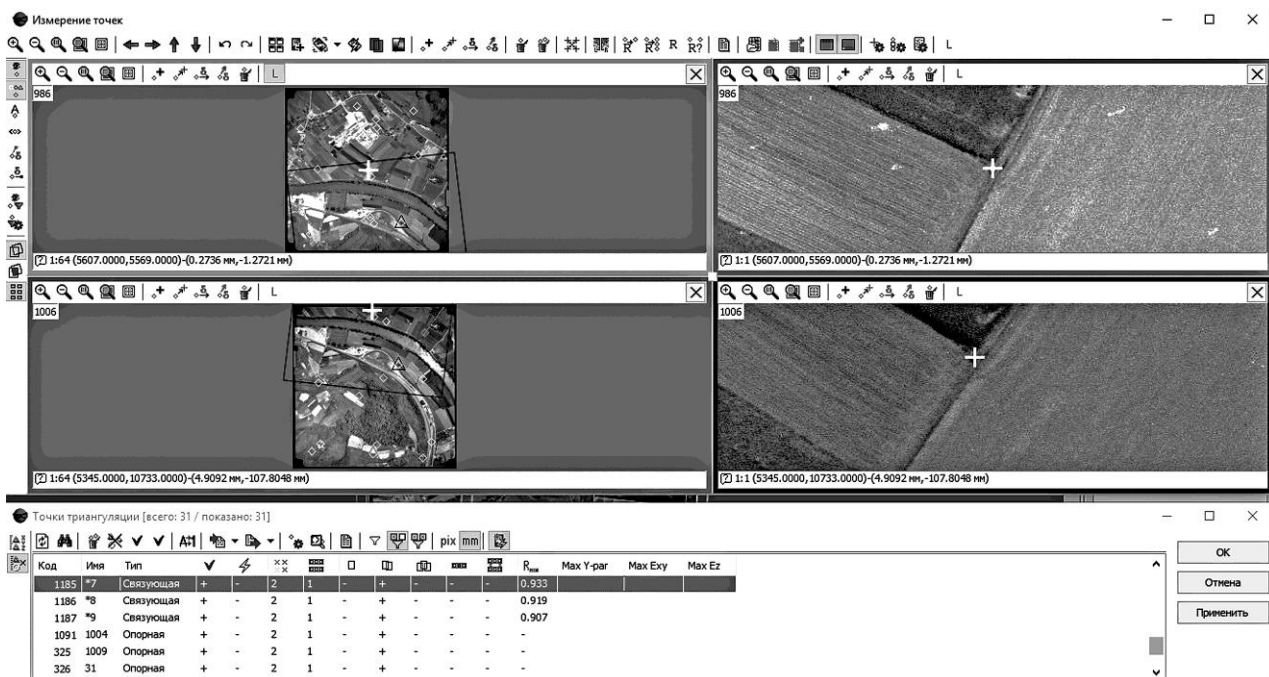 Измерение точек
R R R R? L
L
986
986
[2] 1:64 (5607.0000,5569.0000)-(0.2736 мм,-1.2721 мм)
[2] 1:1 (5607.0000,5569.0000)-(0.2736 мм,-1.2721 мм)
L
L
1006
1006
[2] 1:64 (5345.0000,10733.0000)-(4.9092 мм,-107.8048 мм)
[2] 1:1 (5345.0000,10733.0000)-(4.9092 мм,-107.8048 мм)
Точки триангуляции [всего: 31 / показано: 31]
pix mm
OK
Отмена
Применить
Код Имя Тип Rmin Max Y-par Max Exy Max Ez
1185 *7 Связующая + - 2 1 - + - - - 0.933
1186 *8 Связующая + - 2 1 - + - - - 0.919
1187 *9 Связующая + - 2 1 - + - - - 0.907
1091 1004 Опорная + - 2 1 - + - - - -
325 1009 Опорная + - 2 1 - + - - - -
326 31 Опорная + - 2 1 - + - - - -